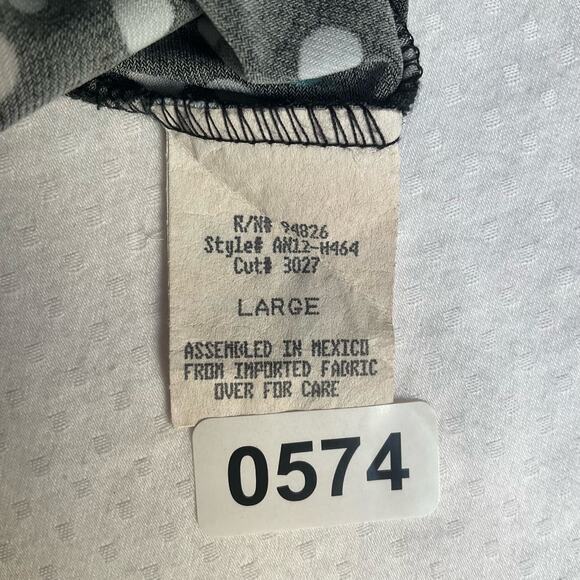 R/N# 94826
Style# AN12-H464
Cut# 3027
LARGE
ASSEMBLED IN MEXICO
FROM IMPORTED FABRIC
OVER FOR CARE
0574